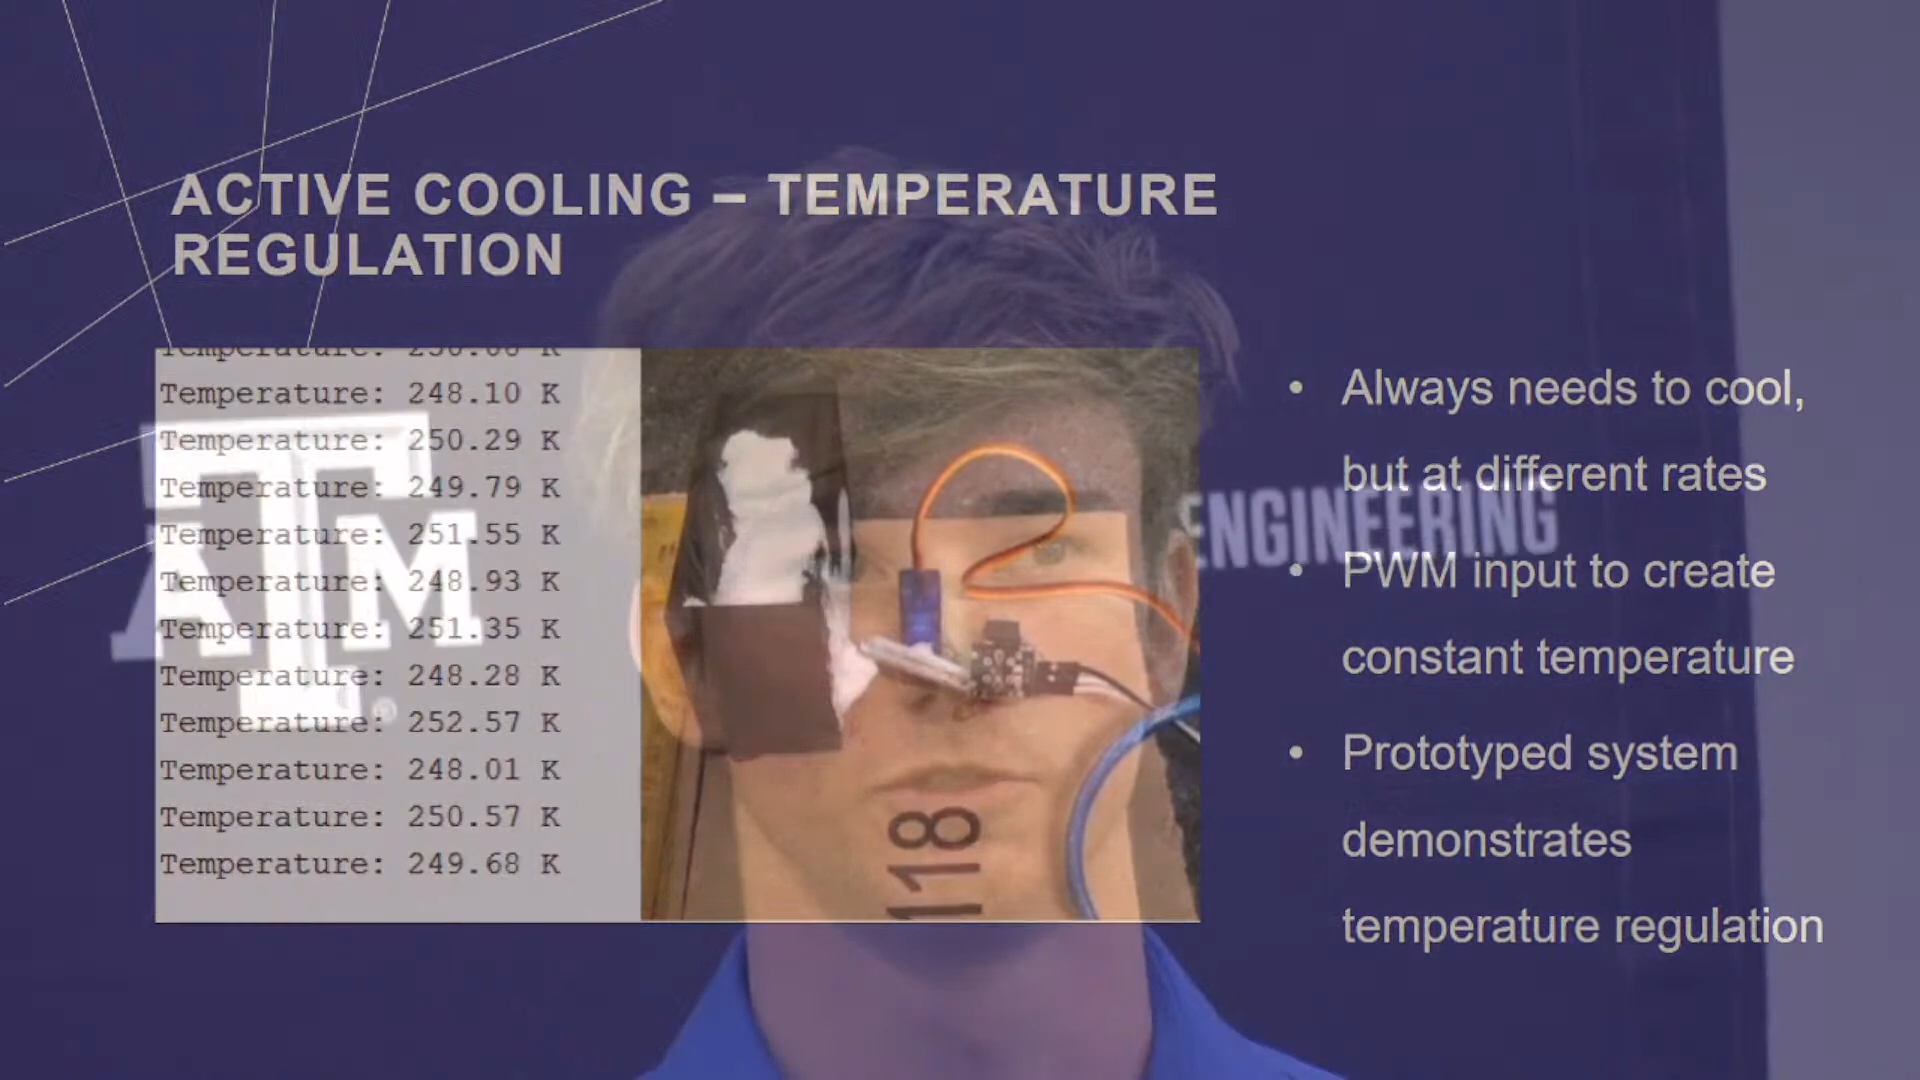 ACTIVE COOLING – TEMPERATURE
REGULATION
Temperature: 248.10 K
Temperature: 250.29 K
Temperature: 249.79 K
Temperature: 251.55 K
Temperature: 248.93 K
Temperature: 251.35 K
Temperature: 248.28 K
Temperature: 252.57 K
Temperature: 248.01 K
Temperature: 250.57 K
Temperature: 249.68 K
ATM ®
118
ENGINEERING
• Always needs to cool,
but at different rates
• PWM input to create
constant temperature
• Prototyped system
demonstrates
temperature regulation